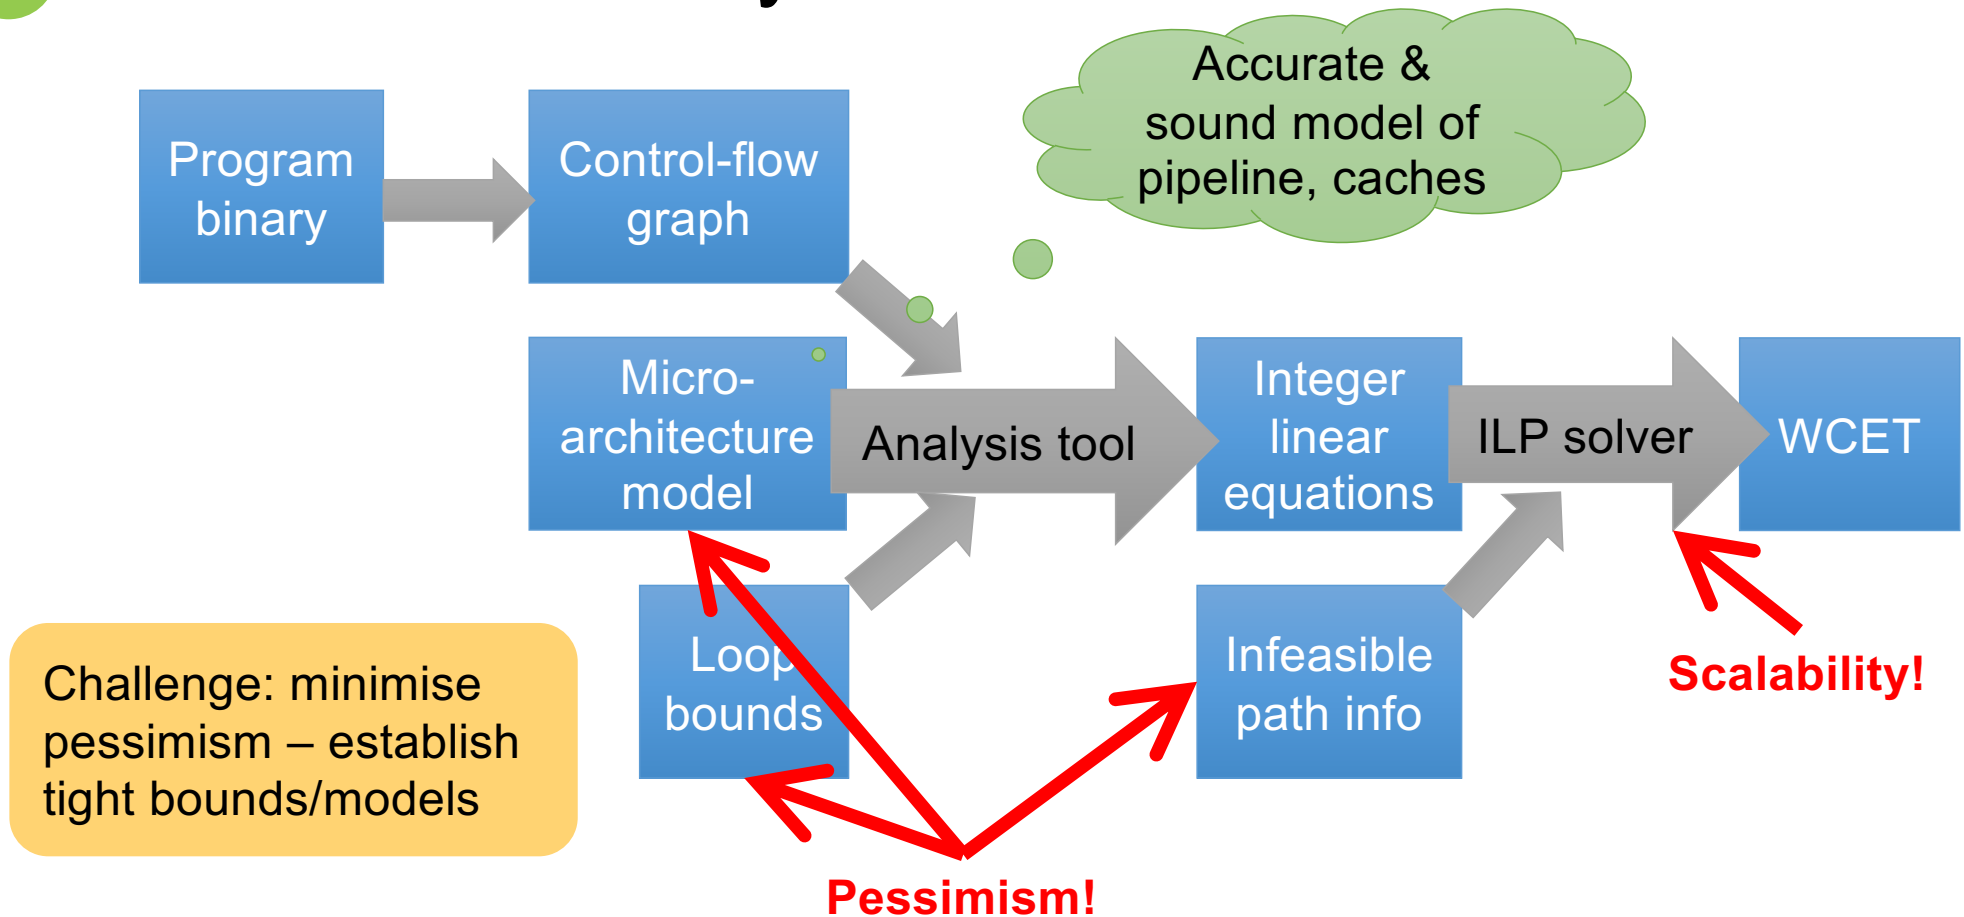 Accurate &
sound model of
pipeline, caches
Program
binary
Control-flow
graph
Micro-
architecture
model
Analysis tool
Integer
linear
equations
ILP solver
WCET
Loop
bounds
Infeasible
path info
Scalability!
Challenge: minimise
pessimism – establish
tight bounds/models
Pessimism!